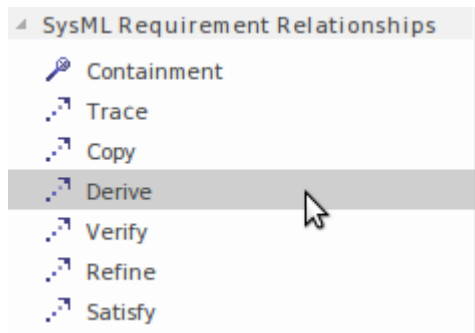 SysML Requirement Relationships
Containment
Trace
Copy
Derive
Verify
Refine
Satisfy